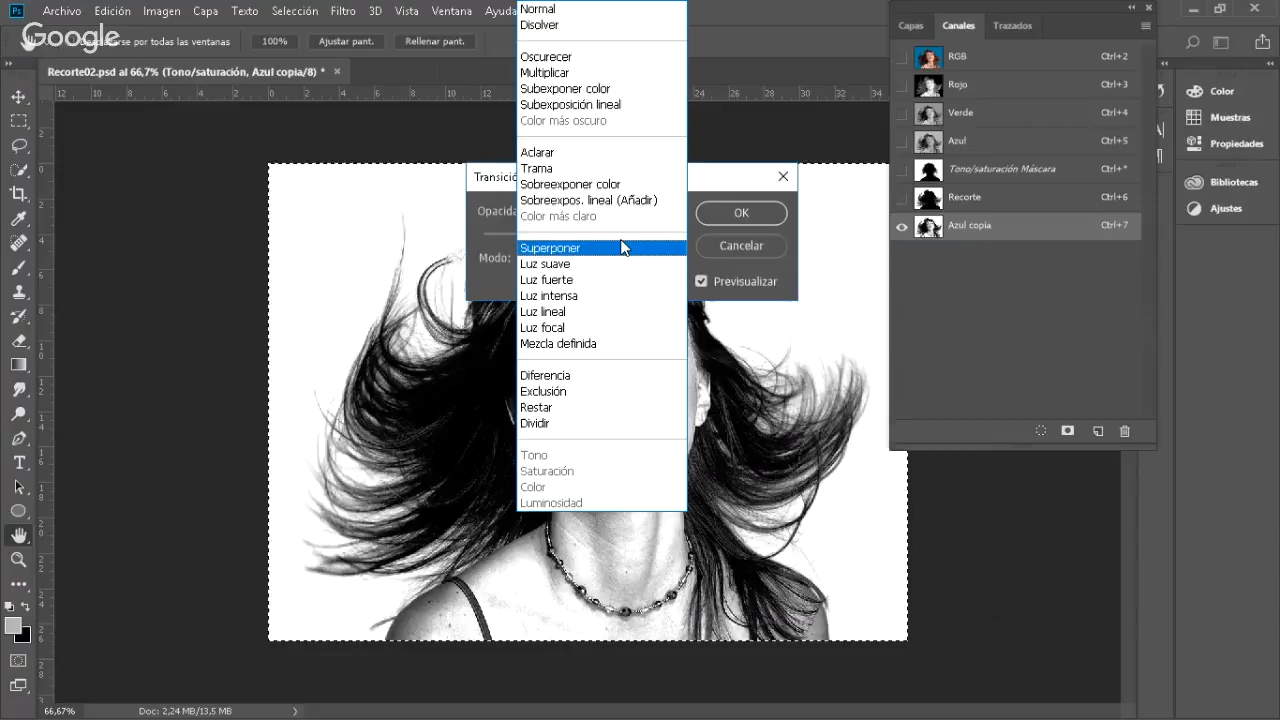 Ps Archivo Edición Imagen Capa Texto Selección Filtro 3D Vista Ventana Ayuda
Google
por todas las ventanas 100% Ajustar pant. Rellenar pant.
Recorte02.psd al 66,7% (Tono/saturación, Azul copia/8) * ×
Normal
Disolver
Oscurecer
Multiplicar
Subexponer color
Subexposición lineal
Color más oscuro
Aclarar
Trama
Sobreexponer color
Sobreexpos. lineal (Añadir)
Color más claro
Superponer
Luz suave
Luz fuerte
Luz intensa
Luz lineal
Luz focal
Mezcla definida
Diferencia
Exclusión
Restar
Dividir
Tono
Saturación
Color
Luminosidad
Modo:
OK
Cancelar
Previsualizar
Capas Canales Trazados
RGB Ctrl+2
Rojo Ctrl+3
Verde Ctrl+4
Azul Ctrl+5
Tono/saturación Máscara Ctrl+*
Recorte Ctrl+6
Azul copia Ctrl+7
Color
Muestras
Propiedades
Bibliotecas
Ajustes
66,67% Doc: 2,24 MB/13,5 MB